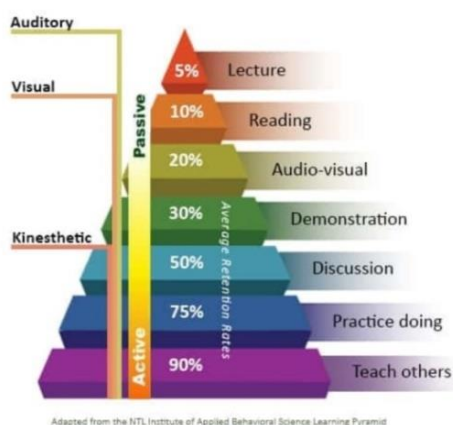 Auditory
Visual
Kinesthetic
Passive
Active
Average Retention Rates
5% Lecture
10% Reading
20% Audio-visual
30% Demonstration
50% Discussion
75% Practice doing
90% Teach others
Adapted from the NTL Institute of Applied Behavioral Science Learning Pyramid